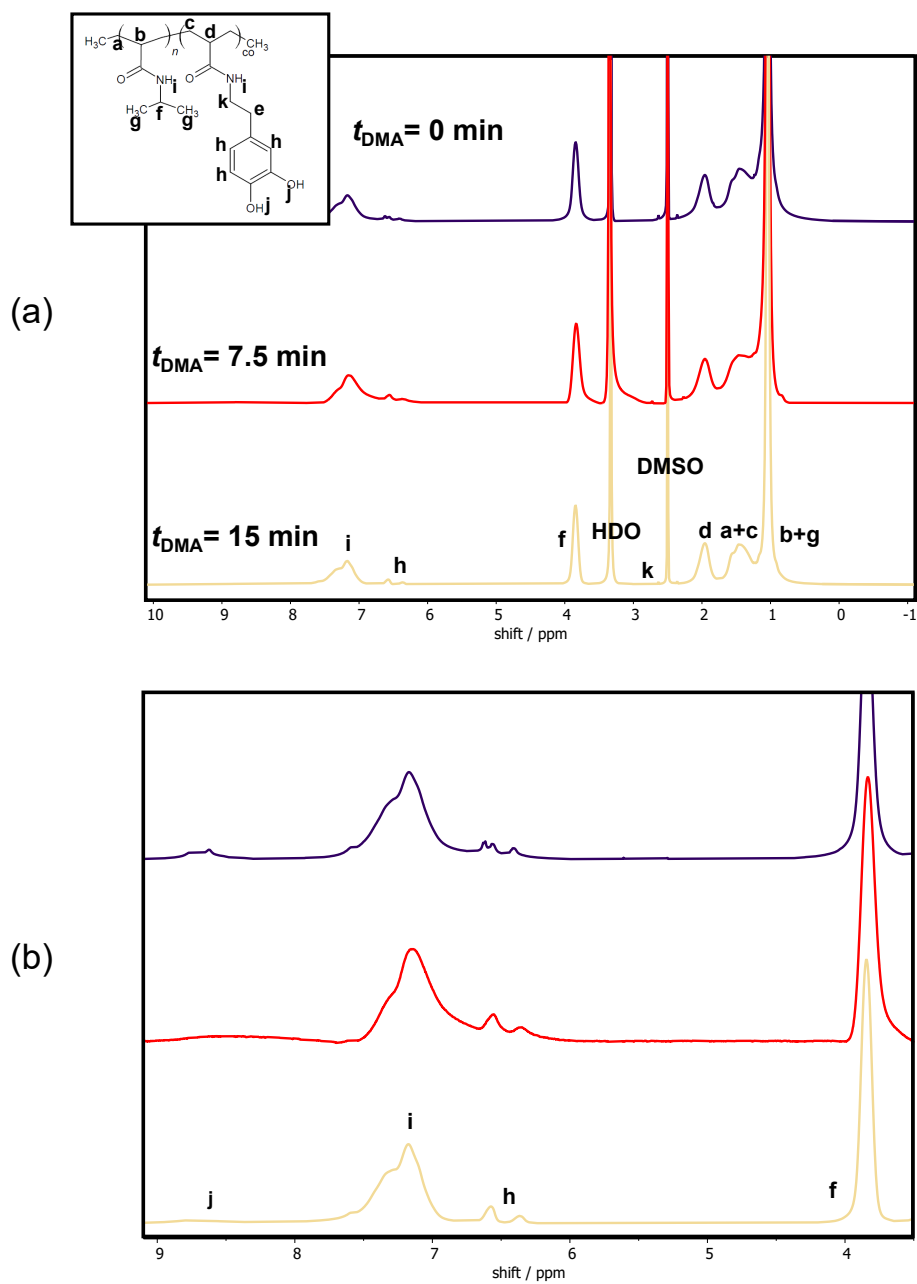 a b c d
H3C n co CH3
O NH i O NH i
H3C f CH3 k e
g g
h h
h
OH
OH j j
tDMA= 0 min
(a)
tDMA= 7.5 min
DMSO
tDMA= 15 min
i h f HDO k d a+c b+g
10 9 8 7 6 5 4 3 2 1 0 -1
shift / ppm
(b)
i
j h f
9 8 7 6 5 4
shift / ppm